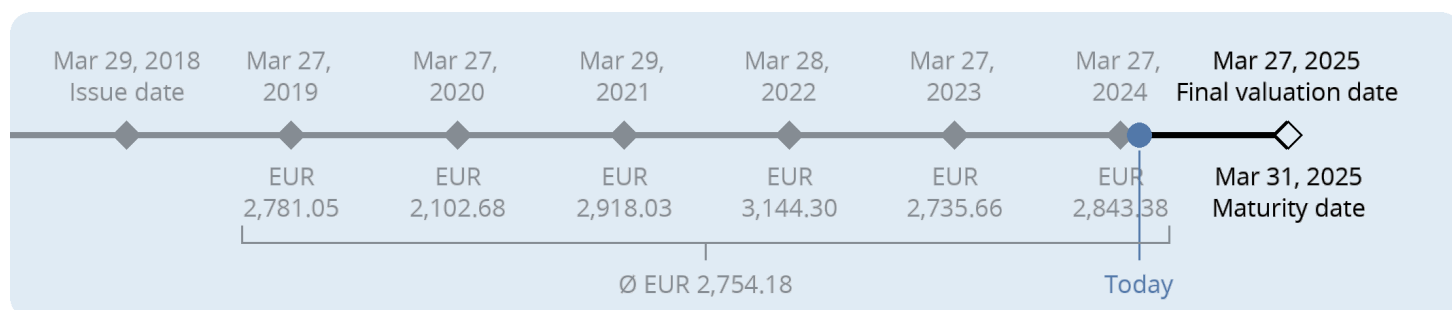 Mar 29, 2018
Issue date
Mar 27,
2019
Mar 27,
2020
Mar 29,
2021
Mar 28,
2022
Mar 27,
2023
Mar 27,
2024
Mar 27, 2025
Final valuation date
EUR
2,781.05
EUR
2,102.68
EUR
2,918.03
EUR
3,144.30
EUR
2,735.66
EUR
2,843.38
Mar 31, 2025
Maturity date
Ø EUR 2,754.18
Today